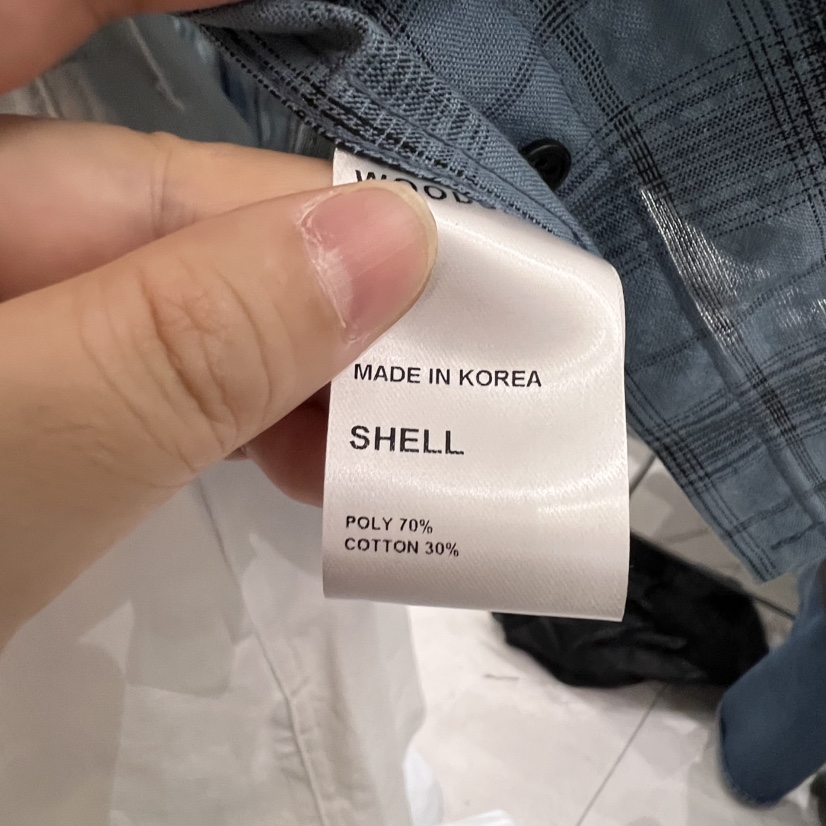 MADE IN KOREA
SHELL
POLY 70%
COTTON 30%